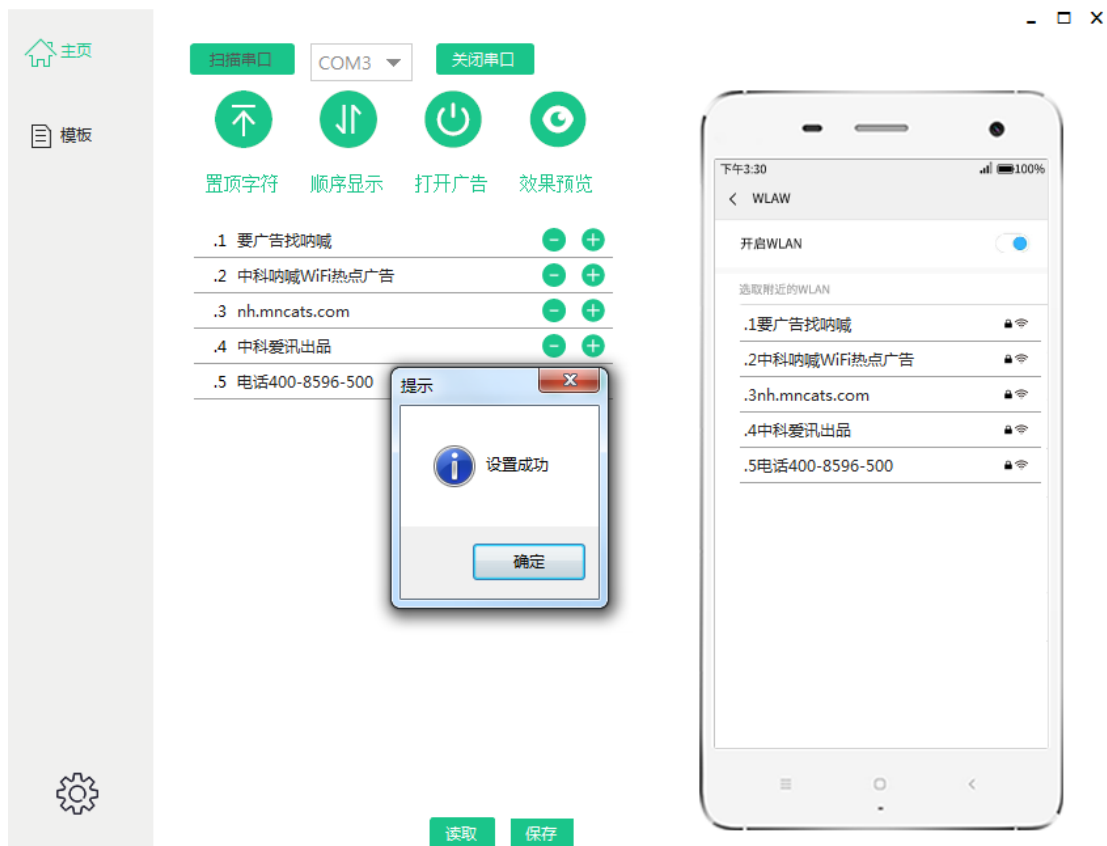 主页
模板
扫描串口 COM3 关闭串口
置顶字符 顺序显示 打开广告 效果预览
.1 要广告找呐喊
.2 中科呐喊WiFi热点广告
.3 nh.mncats.com
.4 中科爱讯出品
.5 电话400-8596-500
提示
设置成功
确定
读取 保存
下午3:30 100%
WLAW
开启WLAN
选取附近的WLAN
.1要广告找呐喊
.2中科呐喊WiFi热点广告
.3nh.mncats.com
.4中科爱讯出品
.5电话400-8596-500